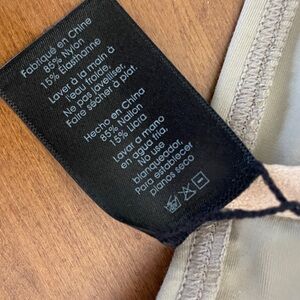 Fabriqué en Chine
85% Nylon
15% Élasthanne
Laver à la main à
l'eau froide.
Ne pas javeliser.
Faire sécher à plat.
Hecho en China
85% Nailon
15% Licra
Lavar a mano
en agua fría.
No use
blanqueador.
Para establecer
planos seco